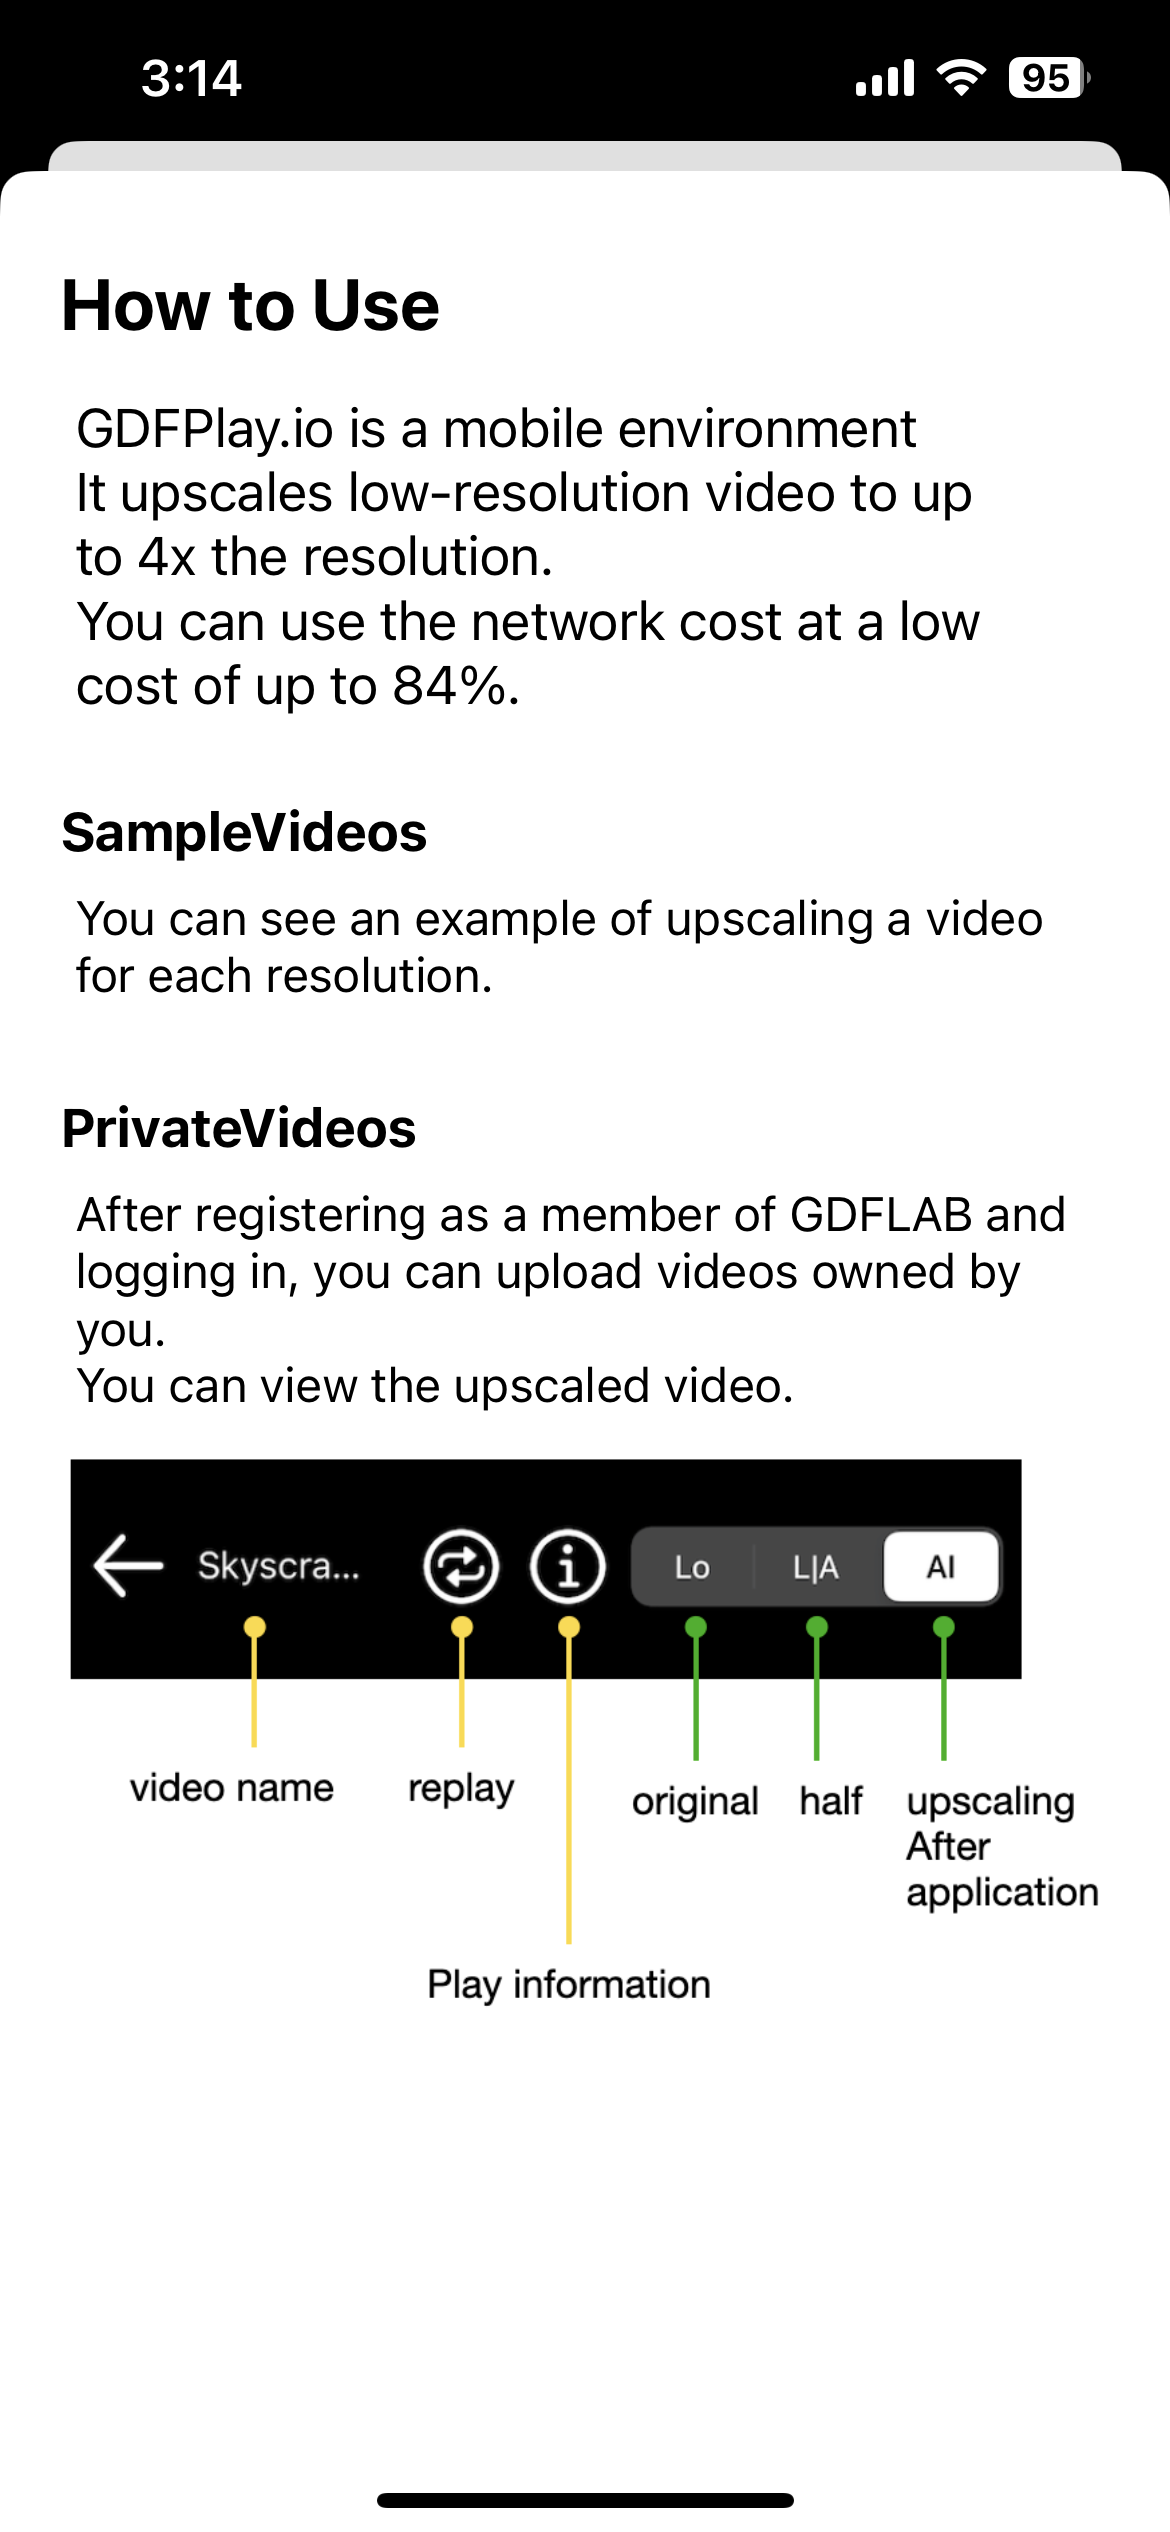 3:14
95
How to Use
GDFPlay.io is a mobile environment
It upscales low-resolution video to up
to 4x the resolution.
You can use the network cost at a low
cost of up to 84%.
SampleVideos
You can see an example of upscaling a video
for each resolution.
PrivateVideos
After registering as a member of GDFLAB and
logging in, you can upload videos owned by
you.
You can view the upscaled video.
Skyscra... Lo L|A AI
video name replay original half upscaling
After
application
Play information